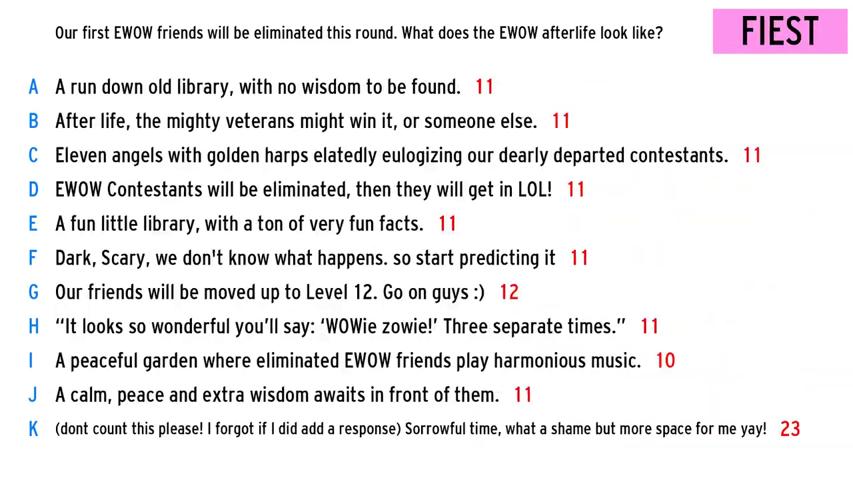 Our first EWOW friends will be eliminated this round. What does the EWOW afterlife look like?
FIEST
A A run down old library, with no wisdom to be found. 11
B After life, the mighty veterans might win it, or someone else. 11
C Eleven angels with golden harps elatedly eulogizing our dearly departed contestants. 11
D EWOW Contestants will be eliminated, then they will get in LOL! 11
E A fun little library, with a ton of very fun facts. 11
F Dark, Scary, we don't know what happens. so start predicting it 11
G Our friends will be moved up to Level 12. Go on guys :) 12
H “It looks so wonderful you’ll say: ‘WOWie zowie!’ Three separate times.” 11
I A peaceful garden where eliminated EWOW friends play harmonious music. 10
J A calm, peace and extra wisdom awaits in front of them. 11
K (dont count this please! I forgot if I did add a response) Sorrowful time, what a shame but more space for me yay! 23